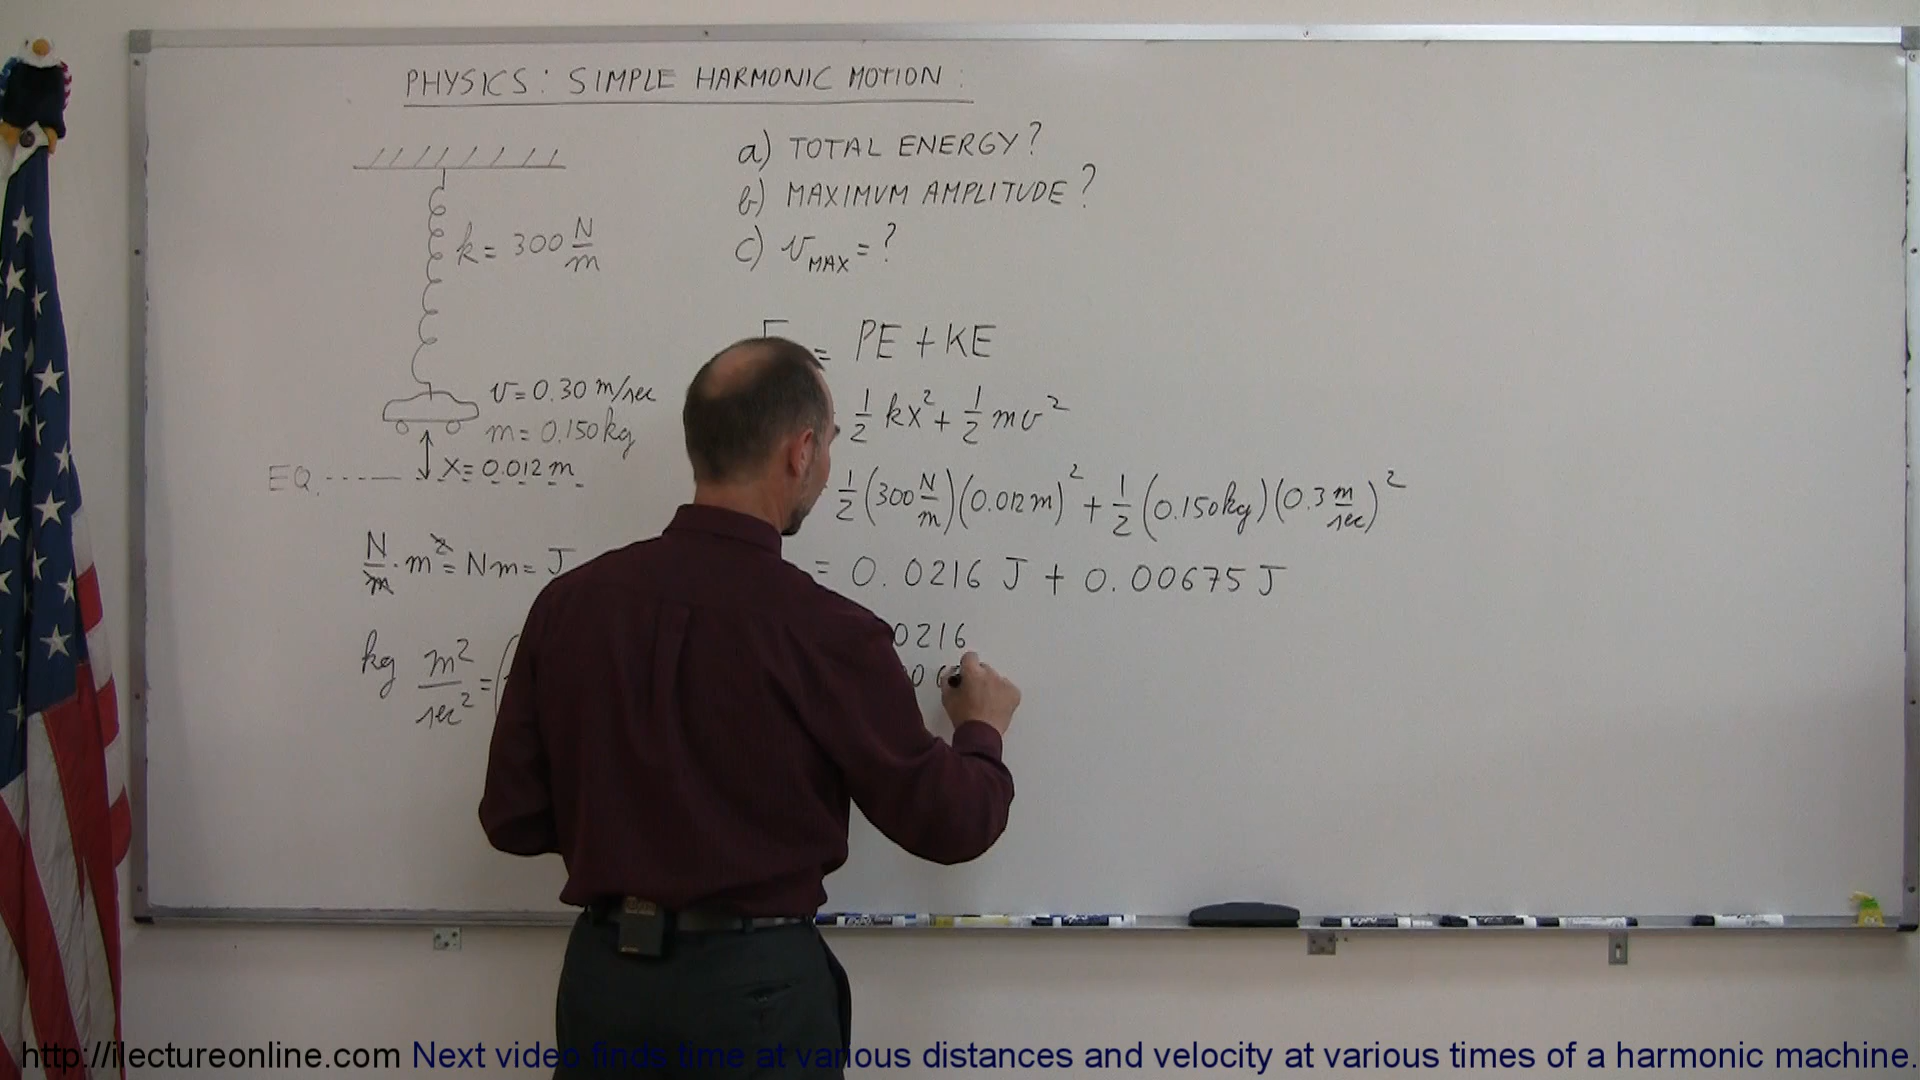 PHYSICS: SIMPLE HARMONIC MOTION:
a) TOTAL ENERGY?
b) MAXIMUM AMPLITUDE?
c) v_MAX = ?
k = 300 N/m
v = 0.30 m/sec
m = 0.150 kg
EQ. x = 0.012 m
= PE + KE
1/2 kx² + 1/2 mv²
1/2 (300 N/m)(0.012m)² + 1/2 (0.150kg)(0.3 m/sec)²
N/m · m² = Nm = J
= 0.0216 J + 0.00675 J
0216
kg m²/sec² = (
http://ilectureonline.com Next video finds time at various distances and velocity at various times of a harmonic machine.